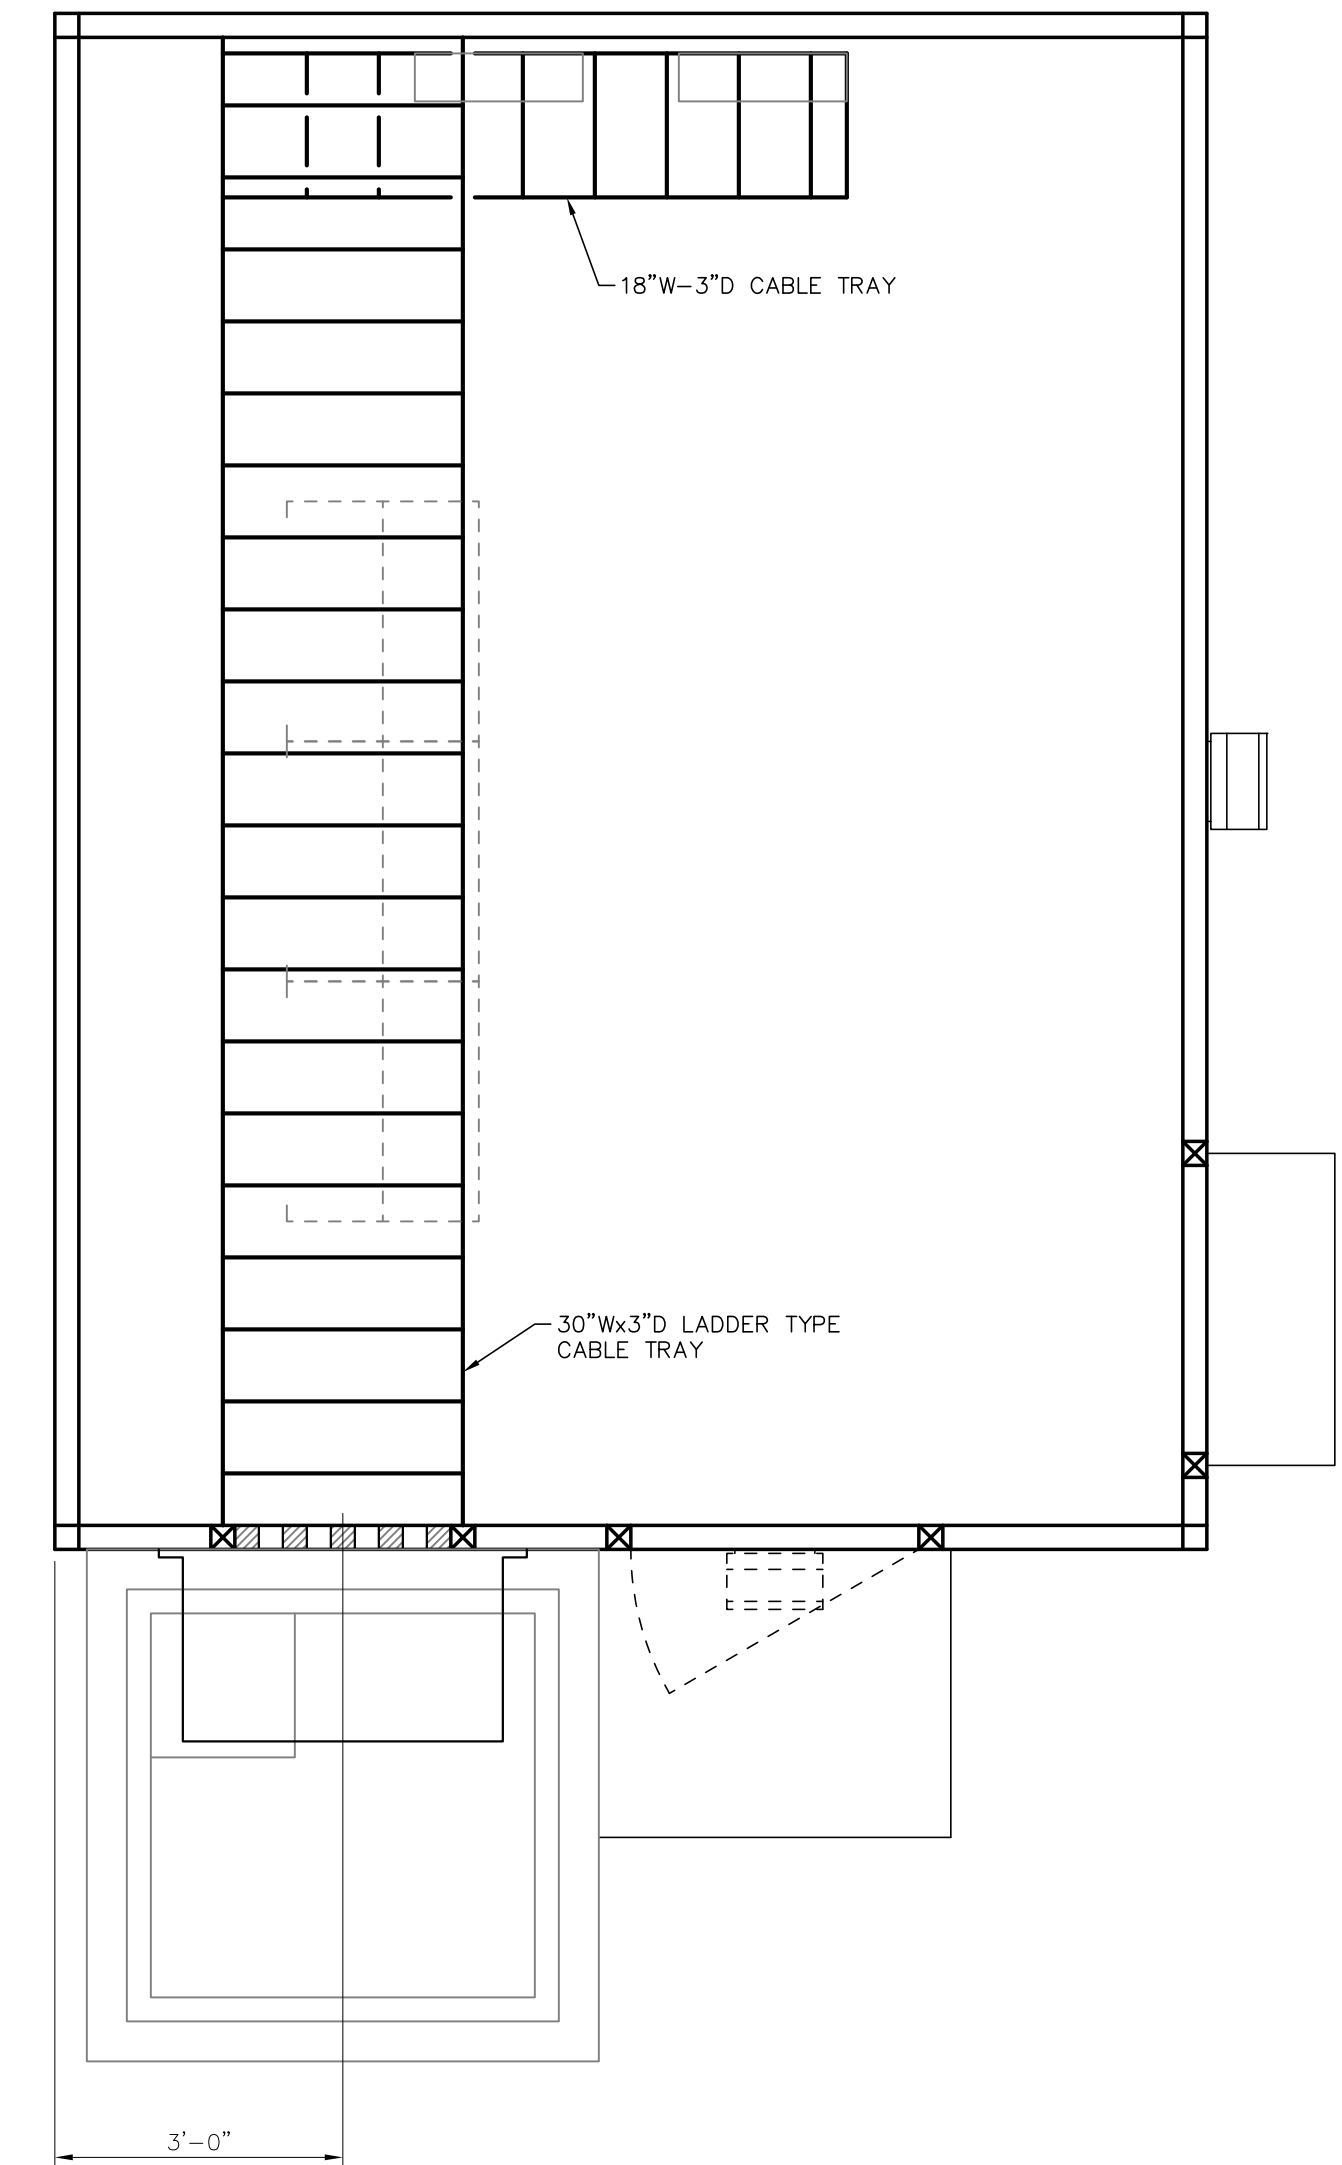 18”W–3”D CABLE TRAY
30”Wx3”D LADDER TYPE
CABLE TRAY
3’–0”